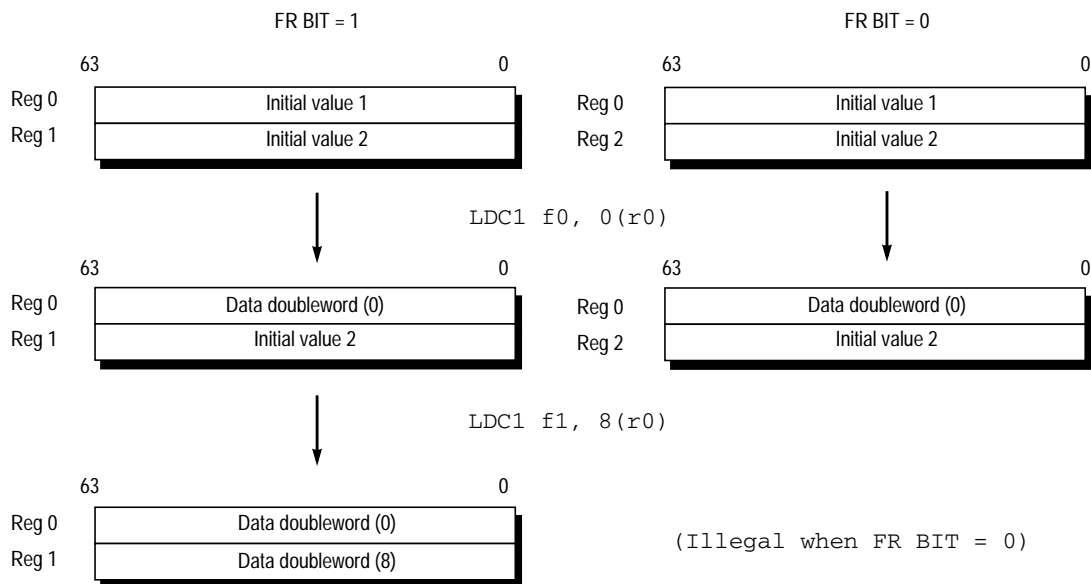 FR BIT = 1
FR BIT = 0
63 0
63 0
Reg 0 Initial value 1
Reg 0 Initial value 1
Reg 1 Initial value 2
Reg 2 Initial value 2
LDC1 f0, 0(r0)
63 0
63 0
Reg 0 Data doubleword (0)
Reg 0 Data doubleword (0)
Reg 1 Initial value 2
Reg 2 Initial value 2
LDC1 f1, 8(r0)
63 0
Reg 0 Data doubleword (0)
Reg 1 Data doubleword (8)
(Illegal when FR BIT = 0)